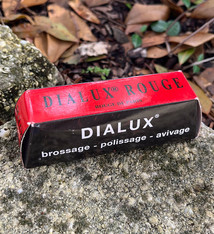 DIALUX® ROUGE
DIALUX®
brossage - polissage - avivage